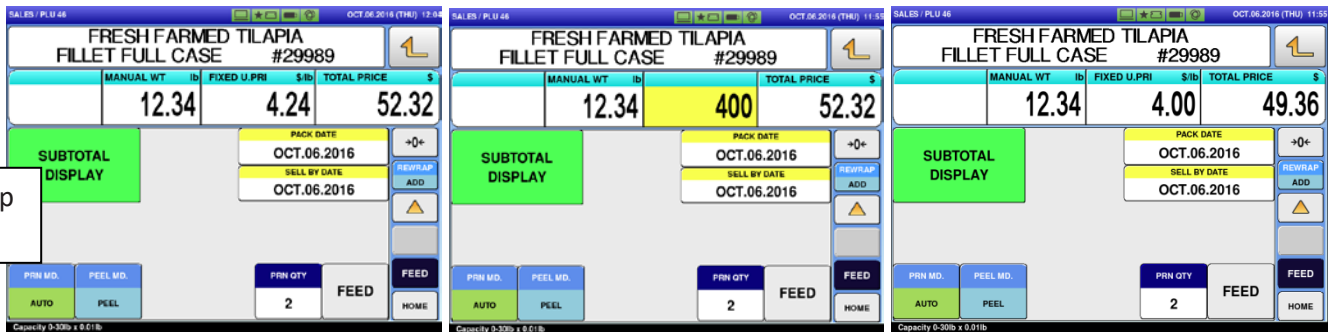 SALES / PLU 46 OCT.06.2016 (THU) 12:04
FRESH FARMED TILAPIA
FILLET FULL CASE #29989
MANUAL WT lb FIXED U.PRI $/lb TOTAL PRICE $
12.34 4.24 52.32
SUBTOTAL
DISPLAY
PACK DATE
OCT.06.2016
SELL BY DATE
OCT.06.2016
→0←
REWRAP
ADD
p
PRN MD. PEEL MD. PRN QTY FEED
AUTO PEEL 2 FEED HOME
Capacity 0-30lb x 0.01lb
SALES / PLU 46 OCT.06.2016 (THU) 11:55
FRESH FARMED TILAPIA
FILLET FULL CASE #29989
MANUAL WT lb TOTAL PRICE $
12.34 400 52.32
SUBTOTAL
DISPLAY
PACK DATE
OCT.06.2016
SELL BY DATE
OCT.06.2016
→0←
REWRAP
ADD
PRN MD. PEEL MD. PRN QTY FEED
AUTO PEEL 2 FEED HOME
Capacity 0-30lb x 0.01lb
SALES / PLU 46 OCT.06.2016 (THU) 11:55
FRESH FARMED TILAPIA
FILLET FULL CASE #29989
MANUAL WT lb FIXED U.PRI $/lb TOTAL PRICE $
12.34 4.00 49.36
SUBTOTAL
DISPLAY
PACK DATE
OCT.06.2016
SELL BY DATE
OCT.06.2016
→0←
REWRAP
ADD
PRN MD. PEEL MD. PRN QTY FEED
AUTO PEEL 2 FEED HOME
Capacity 0-30lb x 0.01lb